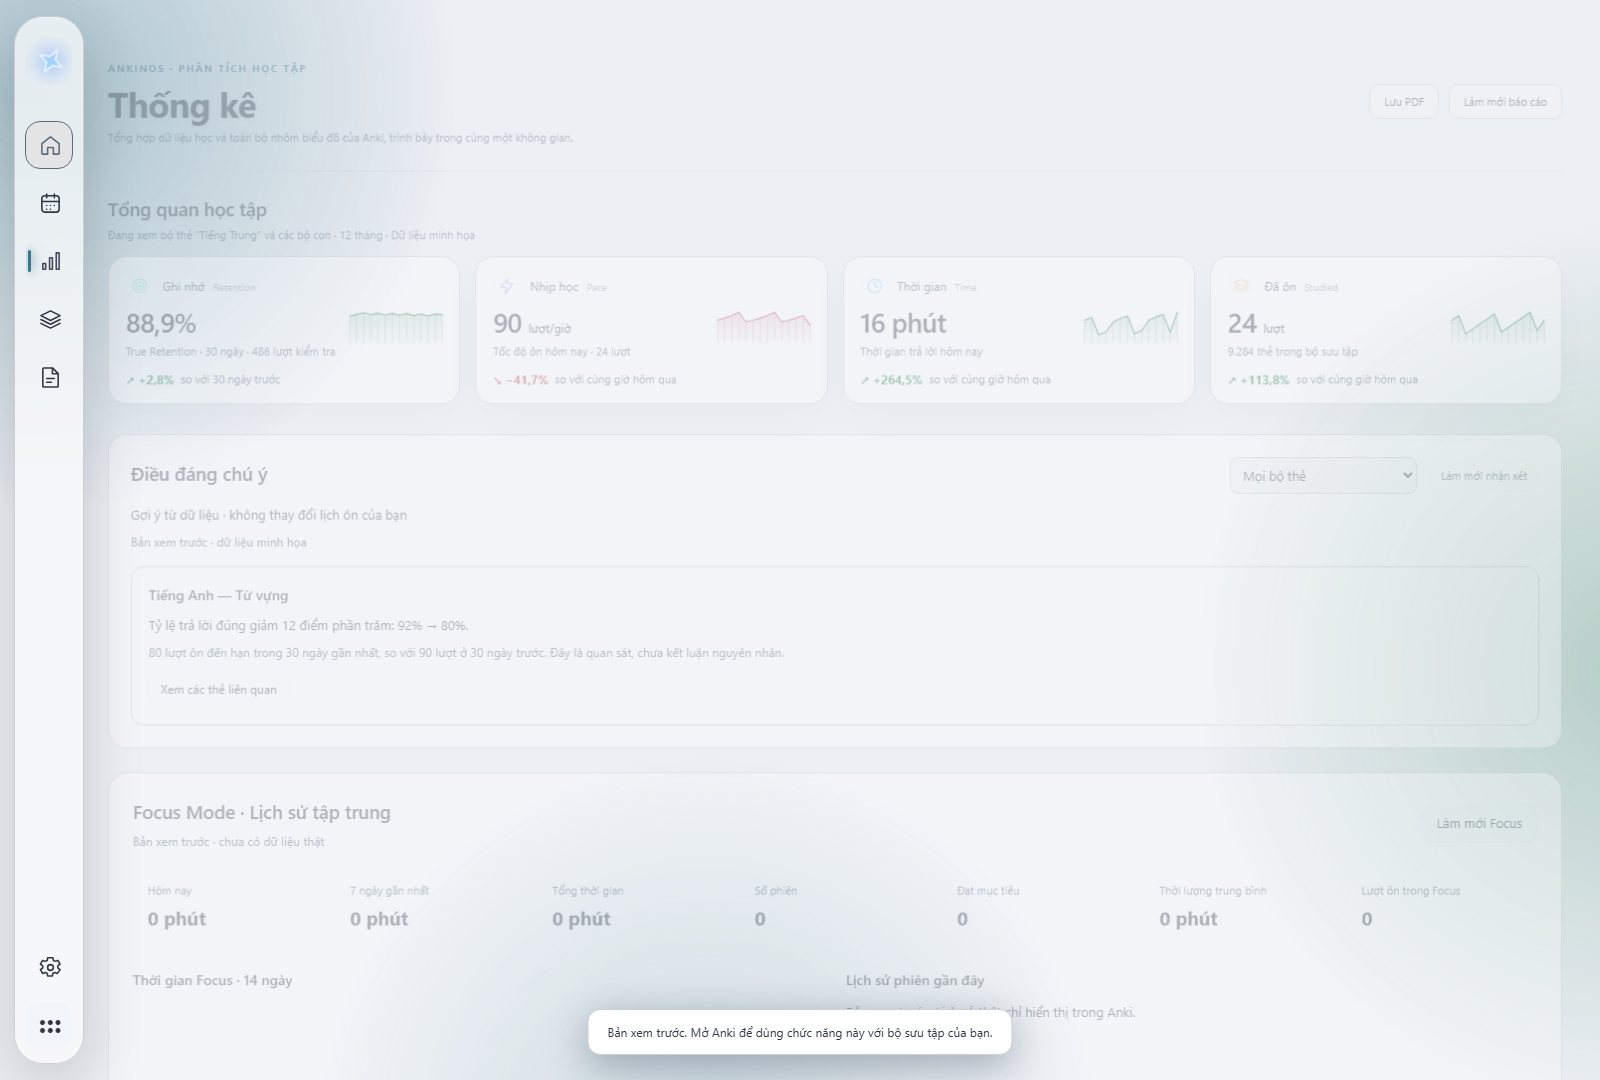 ANKINOS · PHÂN TÍCH HỌC TẬP
Thống kê
Tổng hợp dữ liệu học và toàn bộ nhóm biểu đồ của Anki, trình bày trong cùng một không gian.
Lưu PDF
Làm mới báo cáo
Tổng quan học tập
Đang xem bộ thẻ "Tiếng Trung" và các bộ con · 12 tháng · Dữ liệu minh họa
Ghi nhớ Retention
88,9%
True Retention · 30 ngày · 486 lượt kiểm tra
↗ +2,8% so với 30 ngày trước
Nhịp học Pace
90 lượt/giờ
Tốc độ ôn hôm nay · 24 lượt
↘ −41,7% so với cùng giờ hôm qua
Thời gian Time
16 phút
Thời gian trả lời hôm nay
↗ +264,5% so với cùng giờ hôm qua
Đã ôn Studied
24 lượt
9.284 thẻ trong bộ sưu tập
↗ +113,8% so với cùng giờ hôm qua
Điều đáng chú ý
Mọi bộ thẻ
Làm mới nhận xét
Gợi ý từ dữ liệu · không thay đổi lịch ôn của bạn
Bản xem trước · dữ liệu minh họa
Tiếng Anh — Từ vựng
Tỷ lệ trả lời đúng giảm 12 điểm phần trăm: 92% → 80%.
80 lượt ôn đến hạn trong 30 ngày gần nhất, so với 90 lượt ở 30 ngày trước. Đây là quan sát, chưa kết luận nguyên nhân.
Xem các thẻ liên quan
Focus Mode · Lịch sử tập trung
Làm mới Focus
Bản xem trước · chưa có dữ liệu thật
Hôm nay
0 phút
7 ngày gần nhất
0 phút
Tổng thời gian
0 phút
Số phiên
0
Đạt mục tiêu
0
Thời lượng trung bình
0 phút
Lượt ôn trong Focus
0
Thời gian Focus · 14 ngày
Lịch sử phiên gần đây
chỉ hiển thị trong Anki.
Bản xem trước. Mở Anki để dùng chức năng này với bộ sưu tập của bạn.